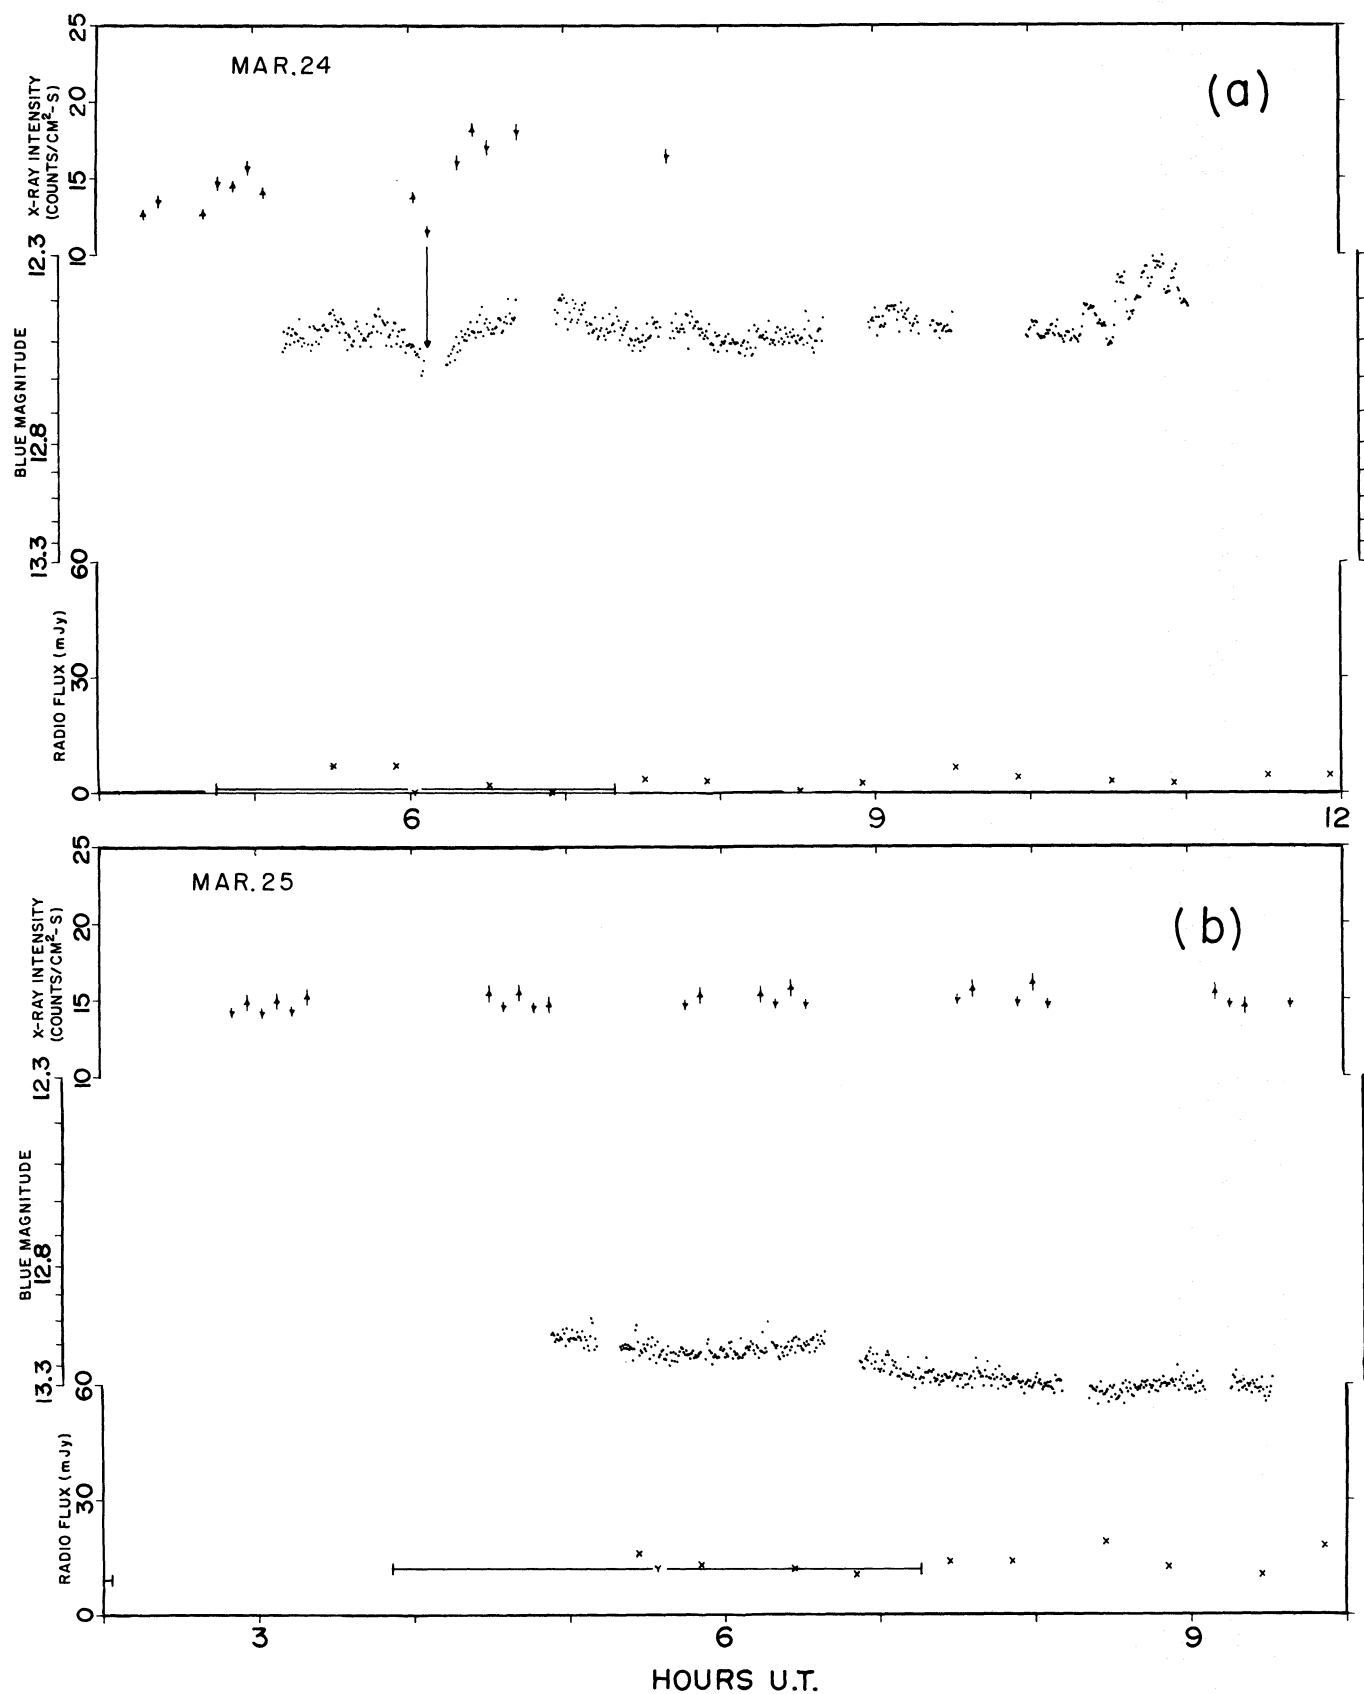 MAR.24
(a)
X-RAY INTENSITY
(COUNTS/CM²-S)
25
20
15
10
BLUE MAGNITUDE
12.3
12.8
13.3
RADIO FLUX (mJy)
60
30
0
6
9
12
MAR.25
(b)
X-RAY INTENSITY
(COUNTS/CM²-S)
25
20
15
10
BLUE MAGNITUDE
12.3
12.8
13.3
RADIO FLUX (mJy)
60
30
0
3
6
9
HOURS U.T.